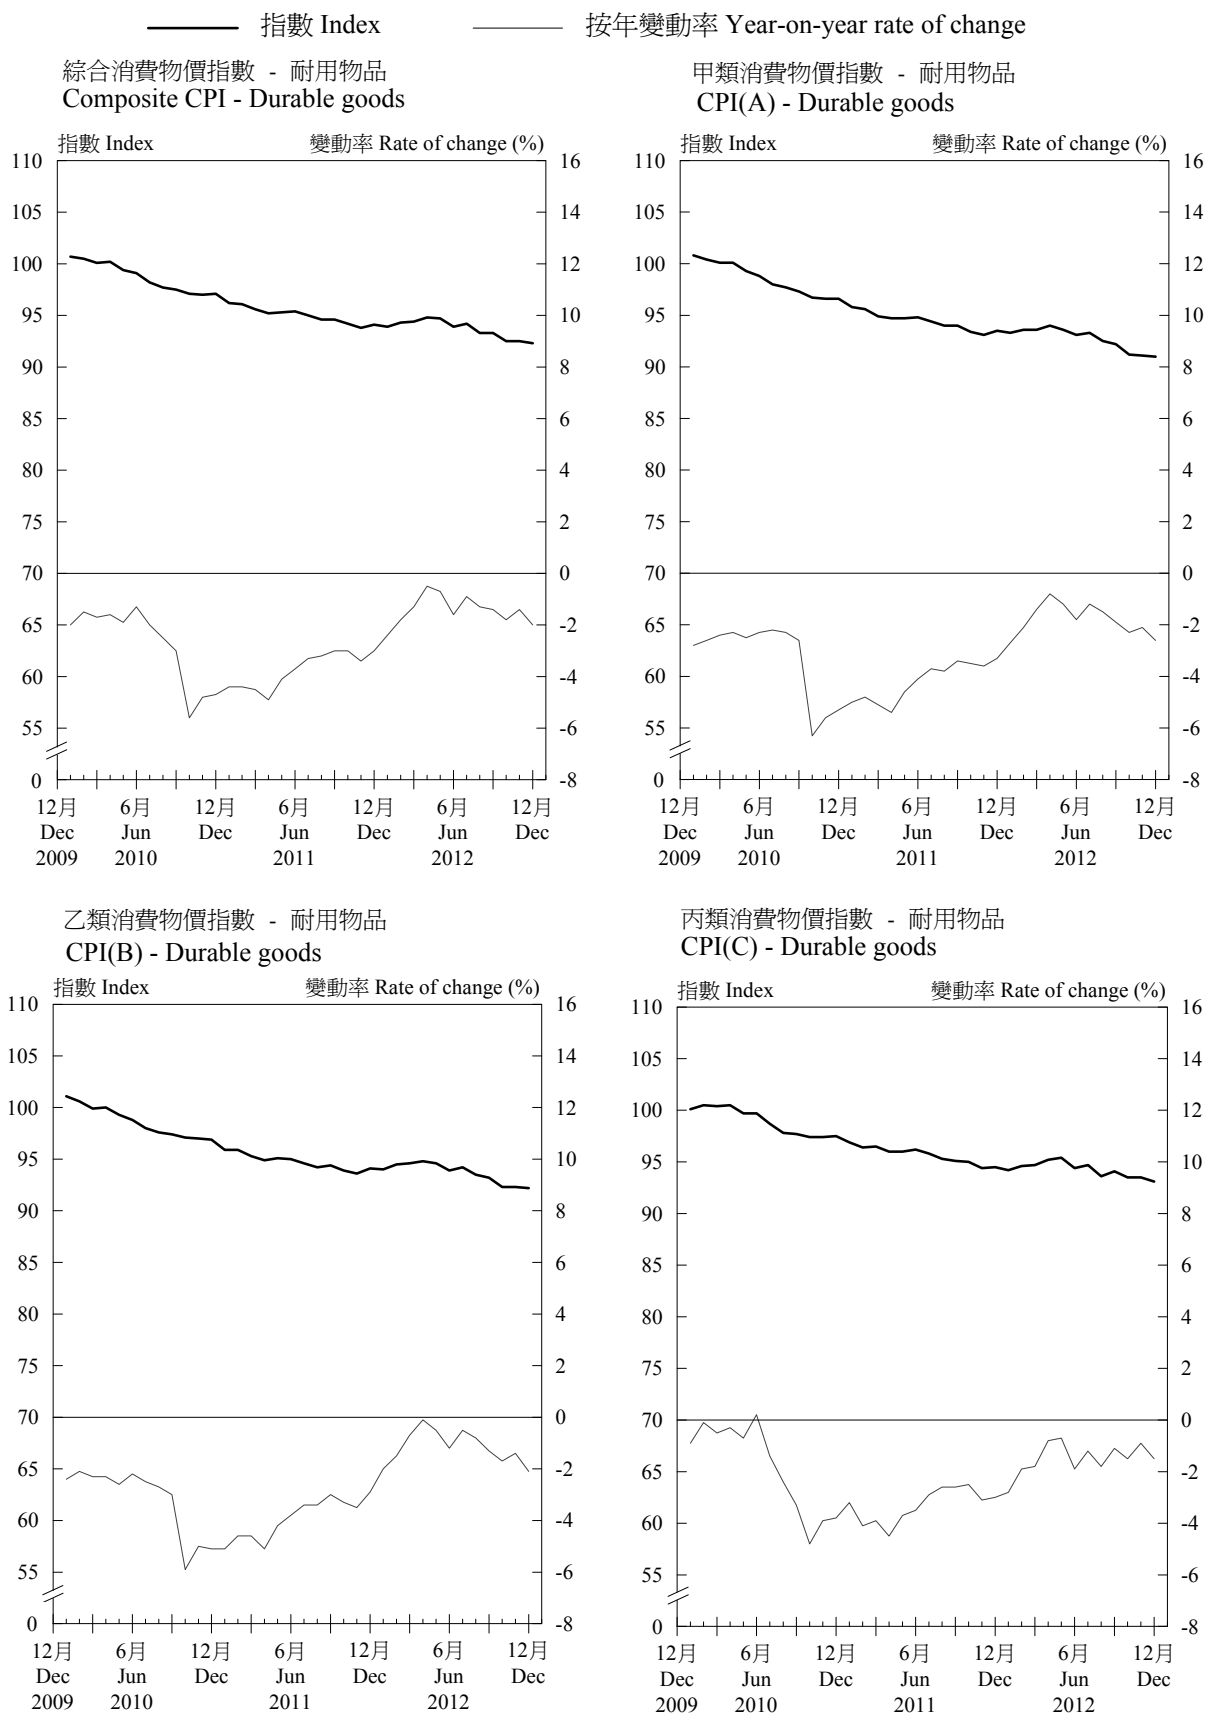 指數 Index 按年變動率 Year-on-year rate of change
綜合消費物價指數 - 耐用物品
Composite CPI - Durable goods
指數 Index 變動率 Rate of change (%)
110 16
105 14
100 12
95 10
90 8
85 6
80 4
75 2
70 0
65 -2
60 -4
55 -6
0 -8
12月 6月 12月 6月 12月 6月 12月
Dec Jun Dec Jun Dec Jun Dec
2009 2010 2011 2012
甲類消費物價指數 - 耐用物品
CPI(A) - Durable goods
指數 Index 變動率 Rate of change (%)
110 16
105 14
100 12
95 10
90 8
85 6
80 4
75 2
70 0
65 -2
60 -4
55 -6
0 -8
12月 6月 12月 6月 12月 6月 12月
Dec Jun Dec Jun Dec Jun Dec
2009 2010 2011 2012
乙類消費物價指數 - 耐用物品
CPI(B) - Durable goods
指數 Index 變動率 Rate of change (%)
110 16
105 14
100 12
95 10
90 8
85 6
80 4
75 2
70 0
65 -2
60 -4
55 -6
0 -8
12月 6月 12月 6月 12月 6月 12月
Dec Jun Dec Jun Dec Jun Dec
2009 2010 2011 2012
丙類消費物價指數 - 耐用物品
CPI(C) - Durable goods
指數 Index 變動率 Rate of change (%)
110 16
105 14
100 12
95 10
90 8
85 6
80 4
75 2
70 0
65 -2
60 -4
55 -6
0 -8
12月 6月 12月 6月 12月 6月 12月
Dec Jun Dec Jun Dec Jun Dec
2009 2010 2011 2012